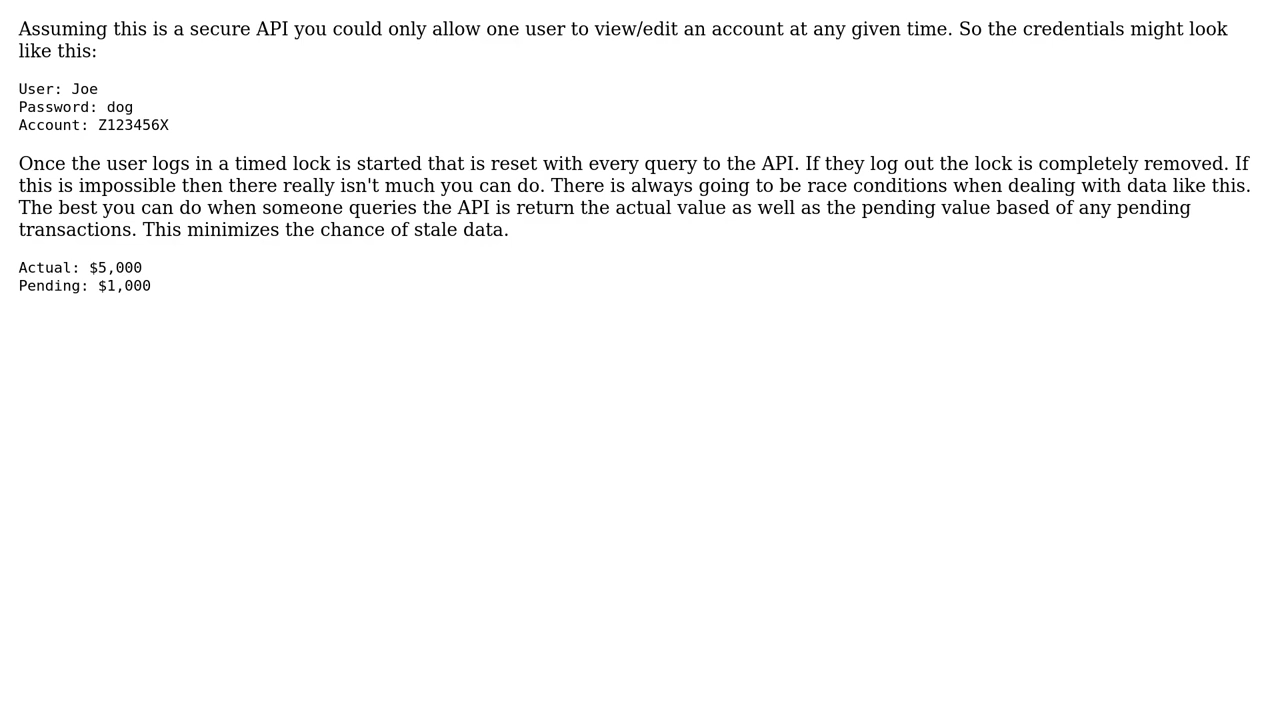 Assuming this is a secure API you could only allow one user to view/edit an account at any given time. So the credentials might look
like this:
User: Joe
Password: dog
Account: Z123456X
Once the user logs in a timed lock is started that is reset with every query to the API. If they log out the lock is completely removed. If
this is impossible then there really isn't much you can do. There is always going to be race conditions when dealing with data like this.
The best you can do when someone queries the API is return the actual value as well as the pending value based of any pending
transactions. This minimizes the chance of stale data.
Actual: $5,000
Pending: $1,000